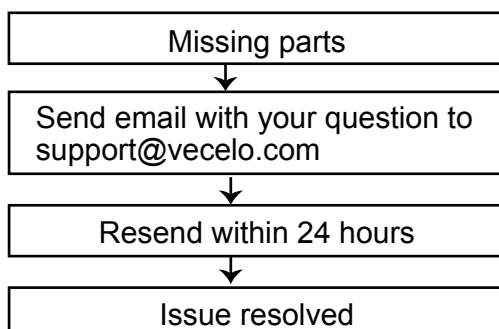 Missing parts
Send email with your question to
support@vecelo.com
Resend within 24 hours
Issue resolved